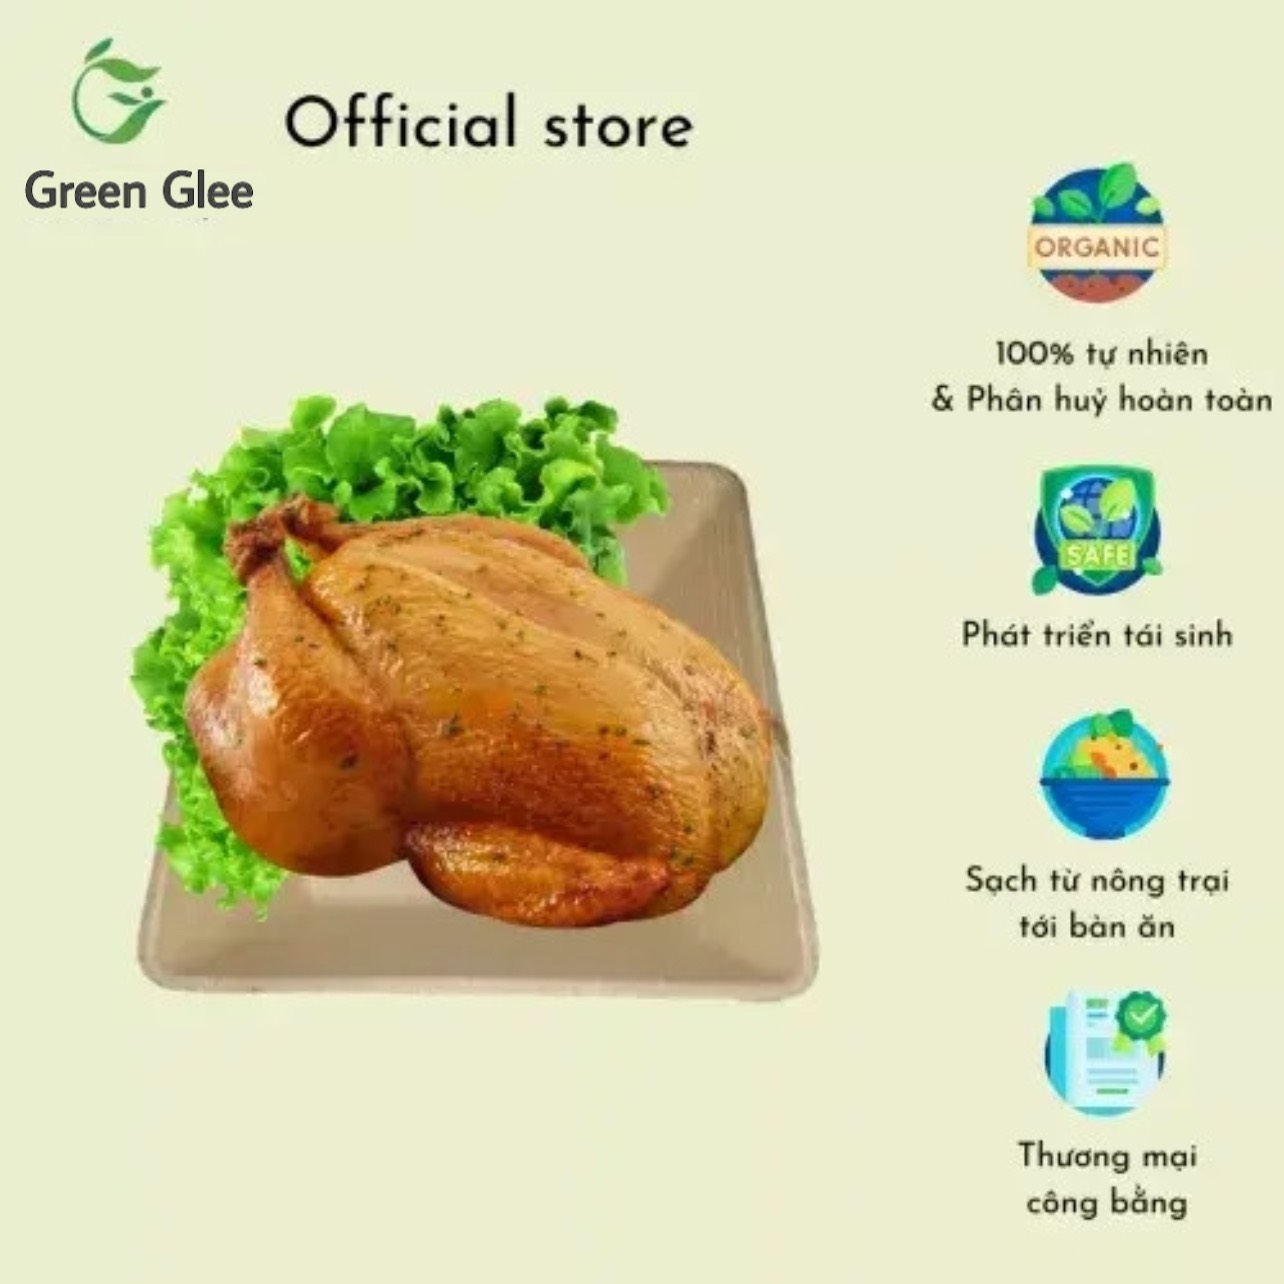 Green Glee
Official store
ORGANIC
100% tự nhiên
& Phân huỷ hoàn toàn
SAFE
Phát triển tái sinh
Sạch từ nông trại
tới bàn ăn
Thương mại
công bằng